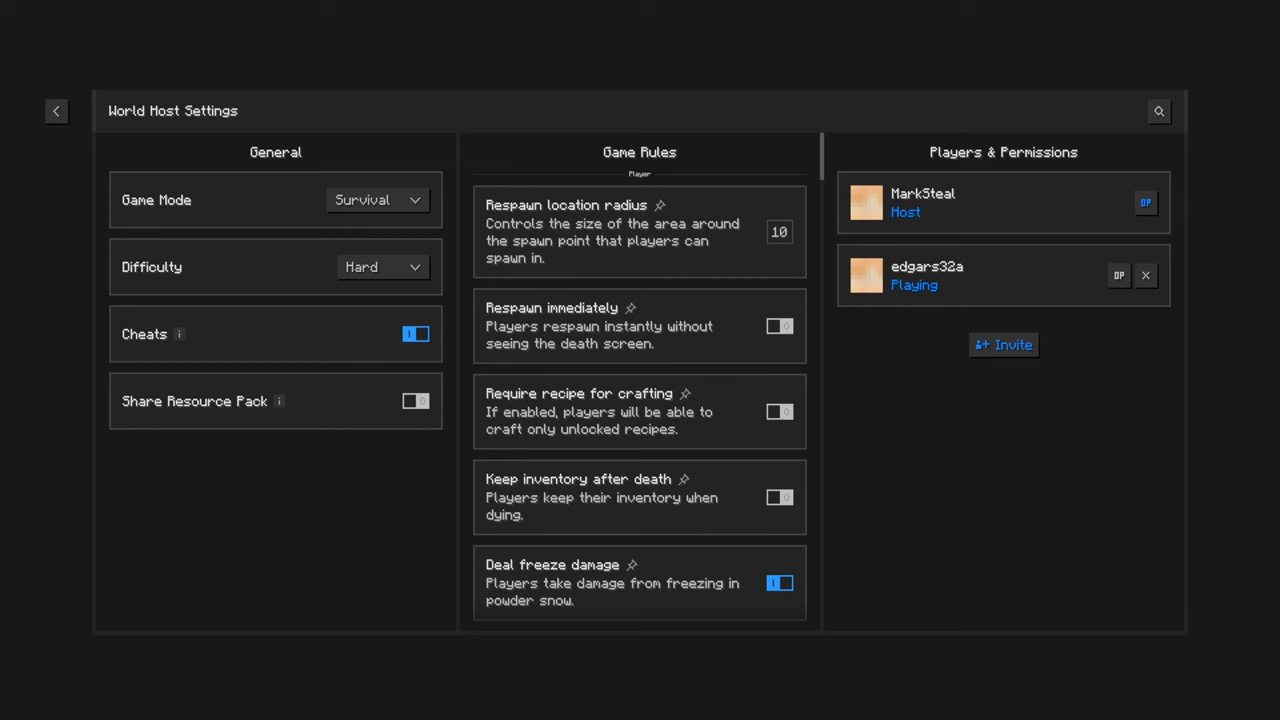 World Host Settings
General
Game Mode
Survival
Difficulty
Hard
Cheats
Share Resource Pack
Game Rules
Player
Respawn location radius
Controls the size of the area around
the spawn point that players can
spawn in.
10
Respawn immediately
Players respawn instantly without
seeing the death screen.
Require recipe for crafting
If enabled, players will be able to
craft only unlocked recipes.
Keep inventory after death
Players keep their inventory when
dying.
Deal freeze damage
Players take damage from freezing in
powder snow.
Players & Permissions
MarkSteal
Host
OP
edgars32a
Playing
OP
Invite